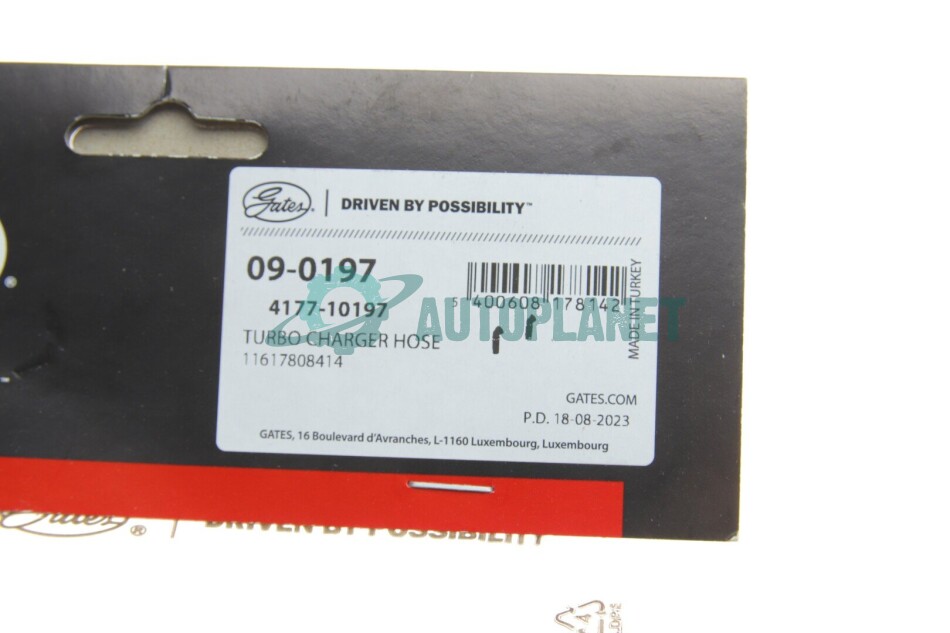 Gates® | DRIVEN BY POSSIBILITY™
09-0197
4177-10197
TURBO CHARGER HOSE
11617808414
5 400608 178142
MADE IN TURKEY
AUTOPLANET
GATES.COM
P.D. 18-08-2023
GATES, 16 Boulevard d'Avranches, L-1160 Luxembourg, Luxembourg
Gates® | DRIVEN BY POSSIBILITY